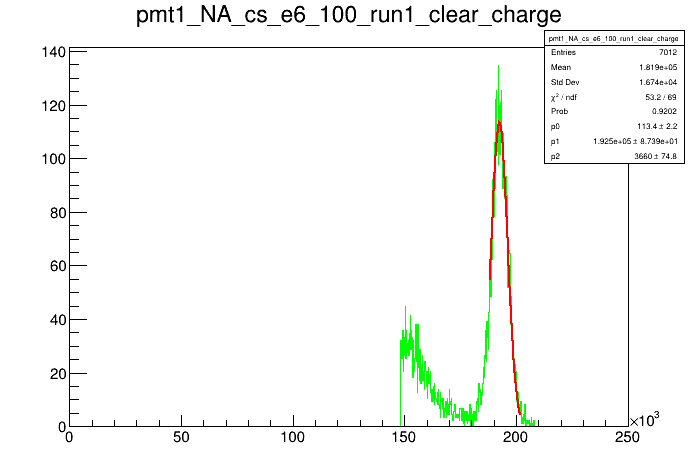 pmt1_NA_cs_e6_100_run1_clear_charge
pmt1_NA_cs_e6_100_run1_clear_charge
Entries 7012
Mean 1.819e+05
Std Dev 1.674e+04
χ² / ndf 53.2 / 69
Prob 0.9202
p0 113.4 ± 2.2
p1 1.925e+05 ± 8.739e+01
p2 3660 ± 74.8
140
120
100
80
60
40
20
0
0 50 100 150 200 250
×10³